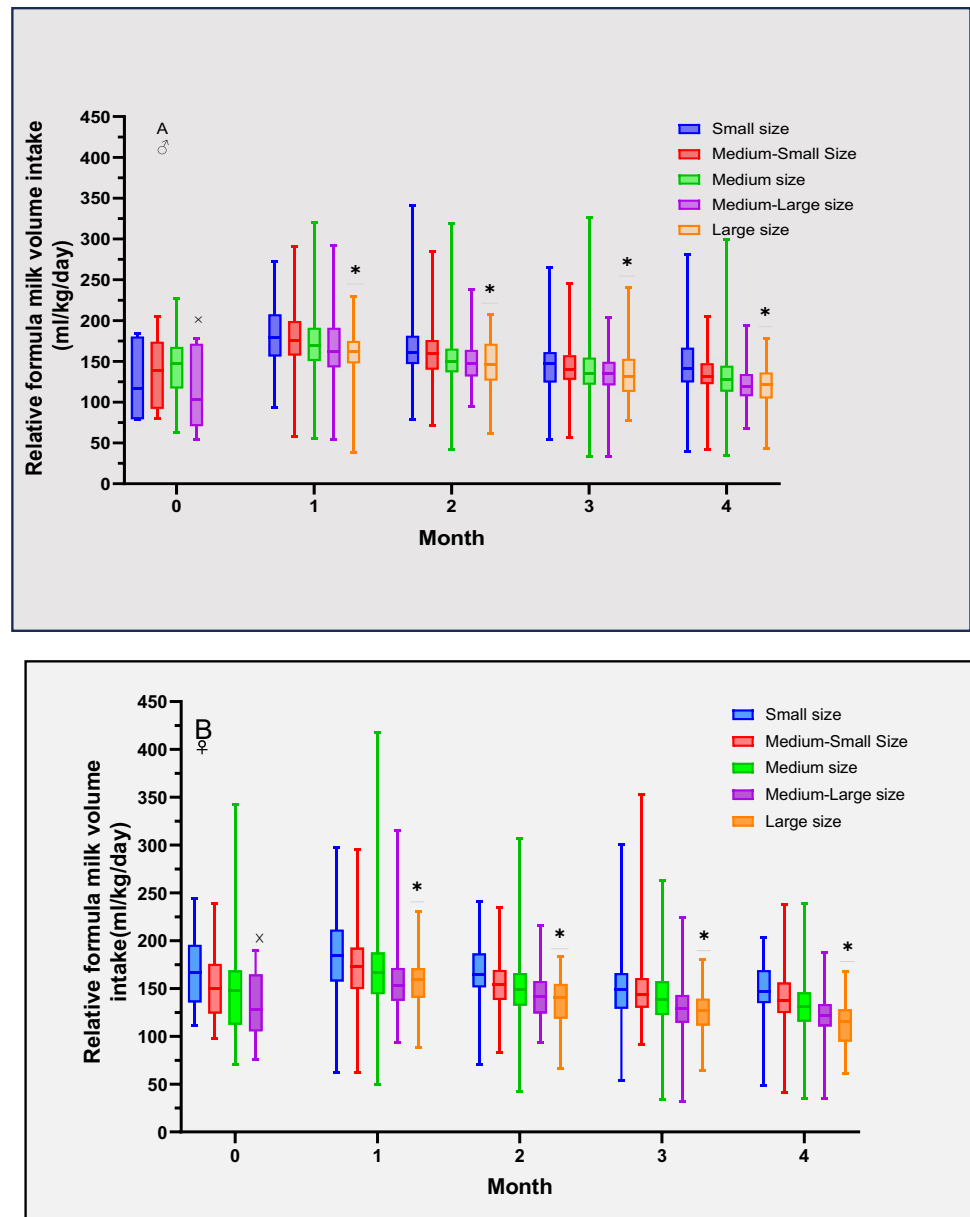 A
♂
Relative formula milk volume intake
(ml/kg/day)
450
400
350
300
250
200
150
100
50
0
Small size
Medium-Small Size
Medium size
Medium-Large size
Large size
×
*
*
*
*
0
1
2
3
4
Month
B
♀
Relative formula milk volume
intake(ml/kg/day)
450
400
350
300
250
200
150
100
50
0
Small size
Medium-Small Size
Medium size
Medium-Large size
Large size
x
*
*
*
*
0
1
2
3
4
Month